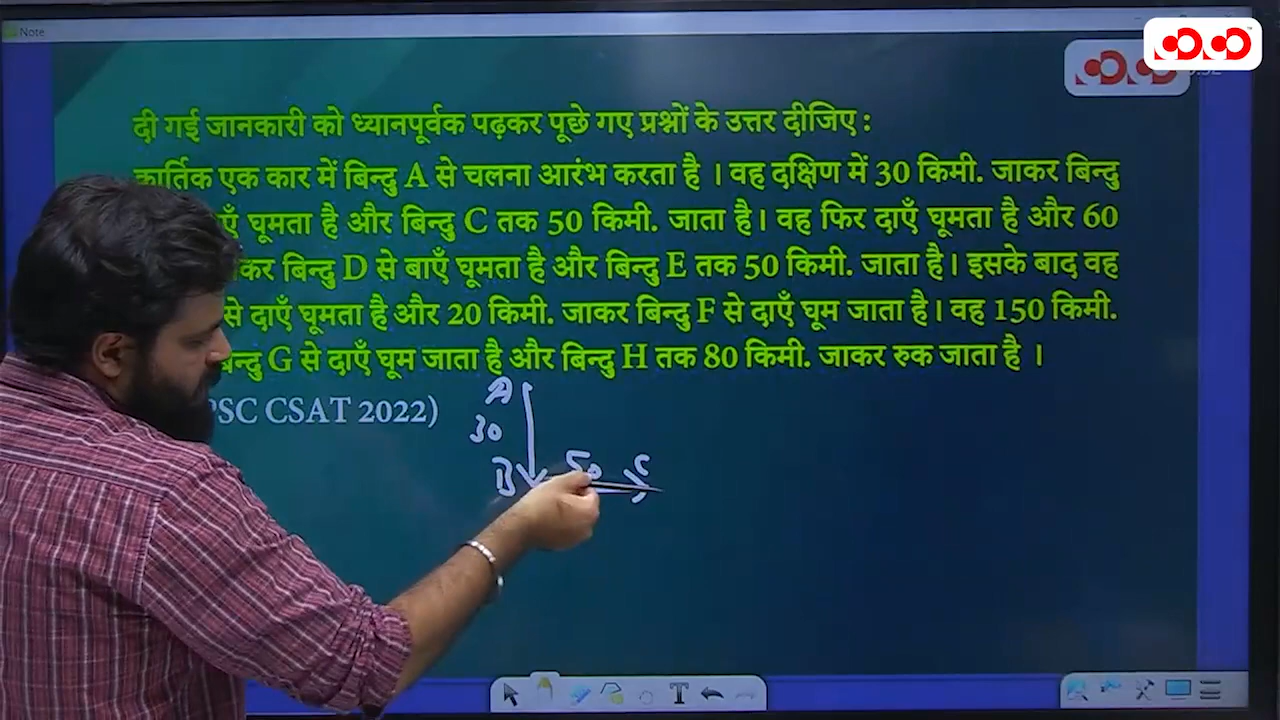 Note
दी गई जानकारी को ध्यानपूर्वक पढ़कर पूछे गए प्रश्नों के उत्तर दीजिए :
कार्तिक एक कार में बिन्दु A से चलना आरंभ करता है । वह दक्षिण में 30 किमी. जाकर बिन्दु
घूमता है और बिन्दु C तक 50 किमी. जाता है। वह फिर दाएँ घूमता है और 60
बिन्दु D से बाएँ घूमता है और बिन्दु E तक 50 किमी. जाता है। इसके बाद वह
से दाएँ घूमता है और 20 किमी. जाकर बिन्दु F से दाएँ घूम जाता है। वह 150 किमी.
G से दाएँ घूम जाता है और बिन्दु H तक 80 किमी. जाकर रुक जाता है ।
PSC CSAT 2022)
A
30
B 50 C